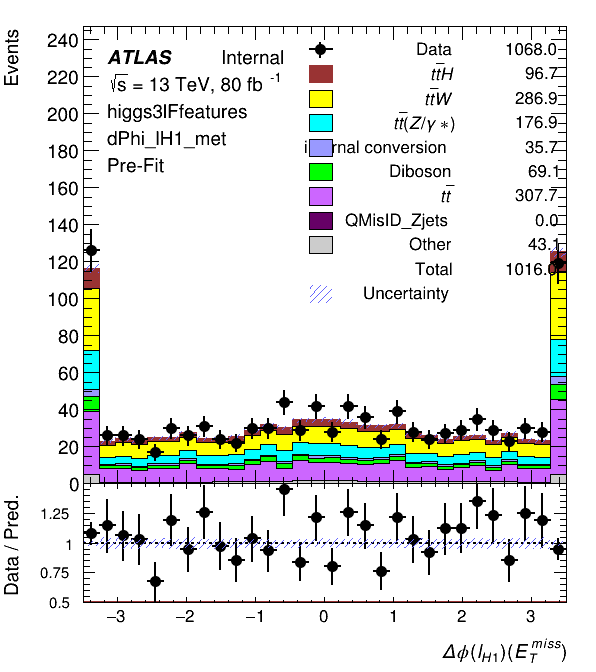 Events
240
220
200
180
160
140
120
100
80
60
40
20
0
ATLAS Internal
√s = 13 TeV, 80 fb -1
higgs3lFfeatures
dPhi_lH1_met
Pre-Fit
Data 1068.0
tt̅H 96.7
tt̅W 286.9
tt̅(Z/γ *) 176.9
internal conversion 35.7
Diboson 69.1
tt̅ 307.7
QMisID_Zjets 0.0
Other 43.1
Total 1016.0
Uncertainty
Data / Pred.
1.25
1
0.75
0.5
−3 −2 −1 0 1 2 3
Δϕ(l_{H1})(E_T^{miss})